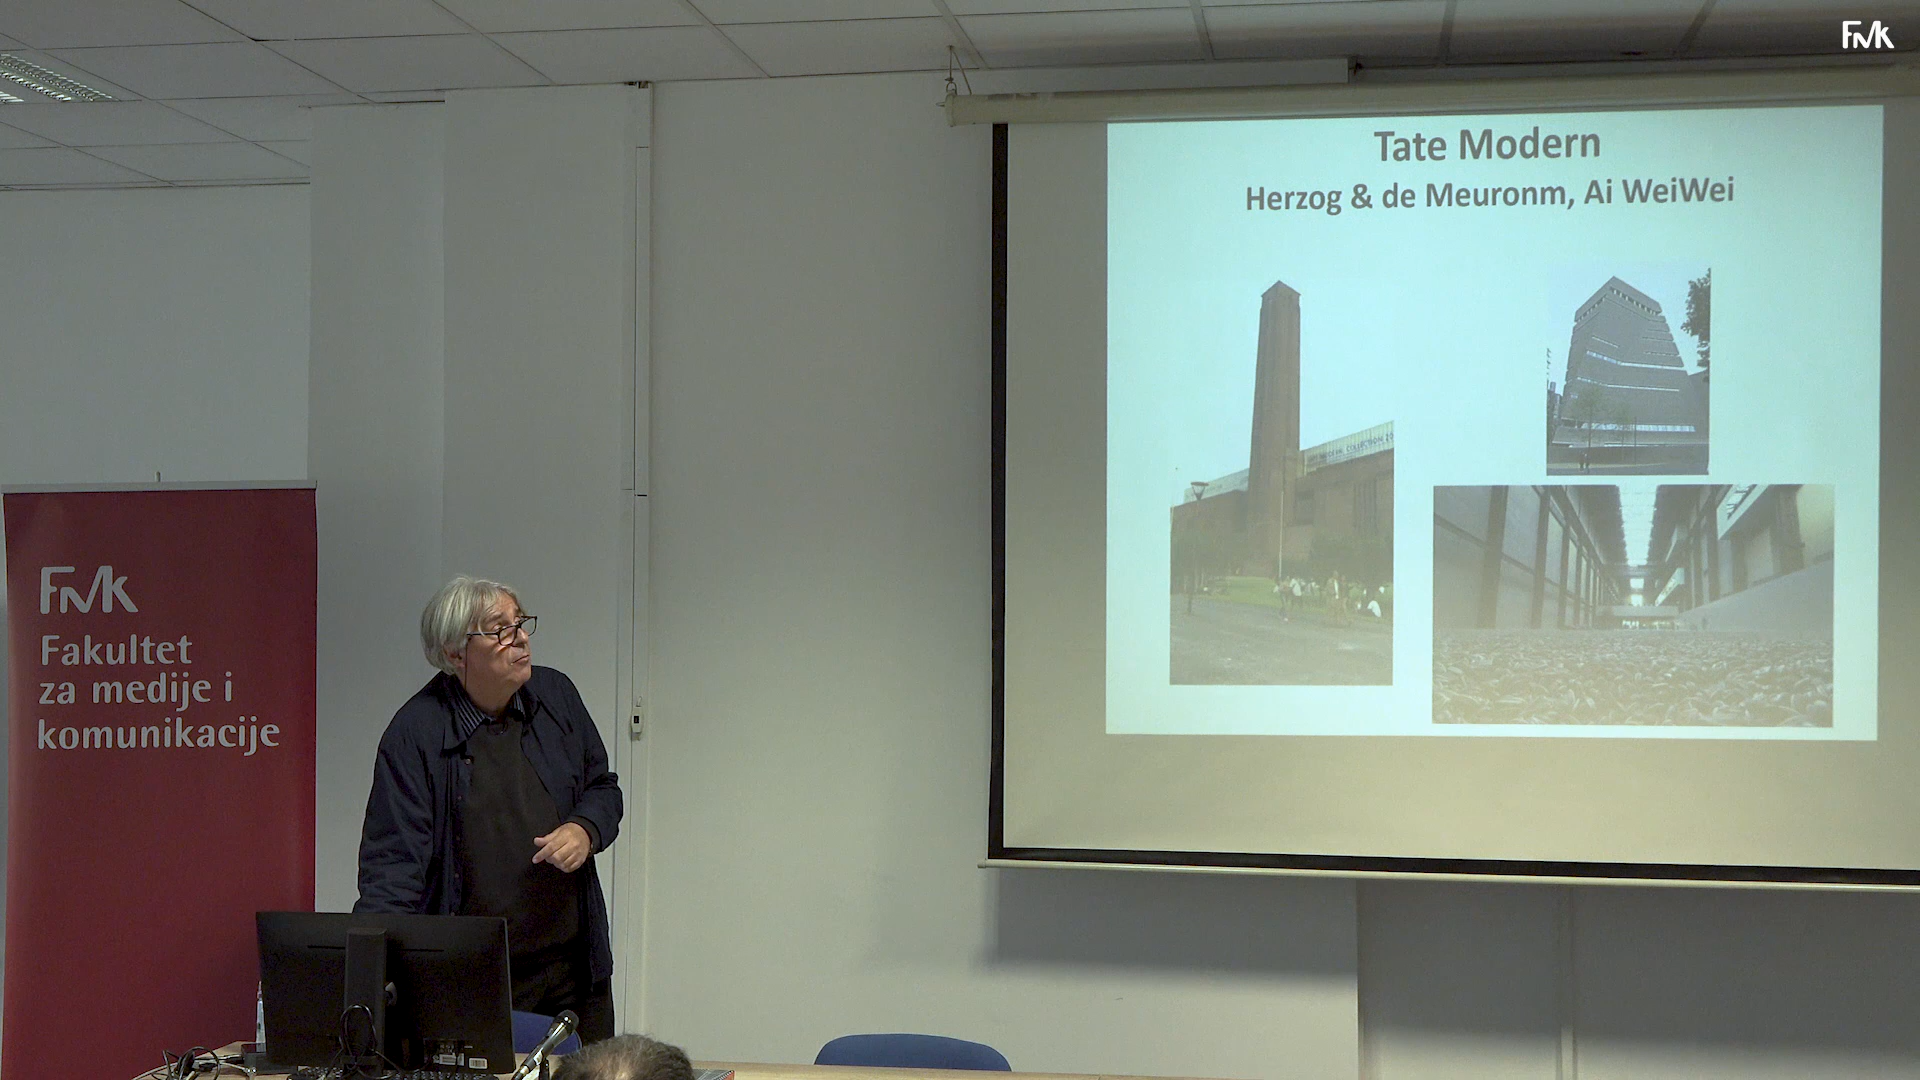 FMK
Tate Modern
Herzog & de Meuronm, Ai WeiWei
FMK
Fakultet
za medije i
komunikacije